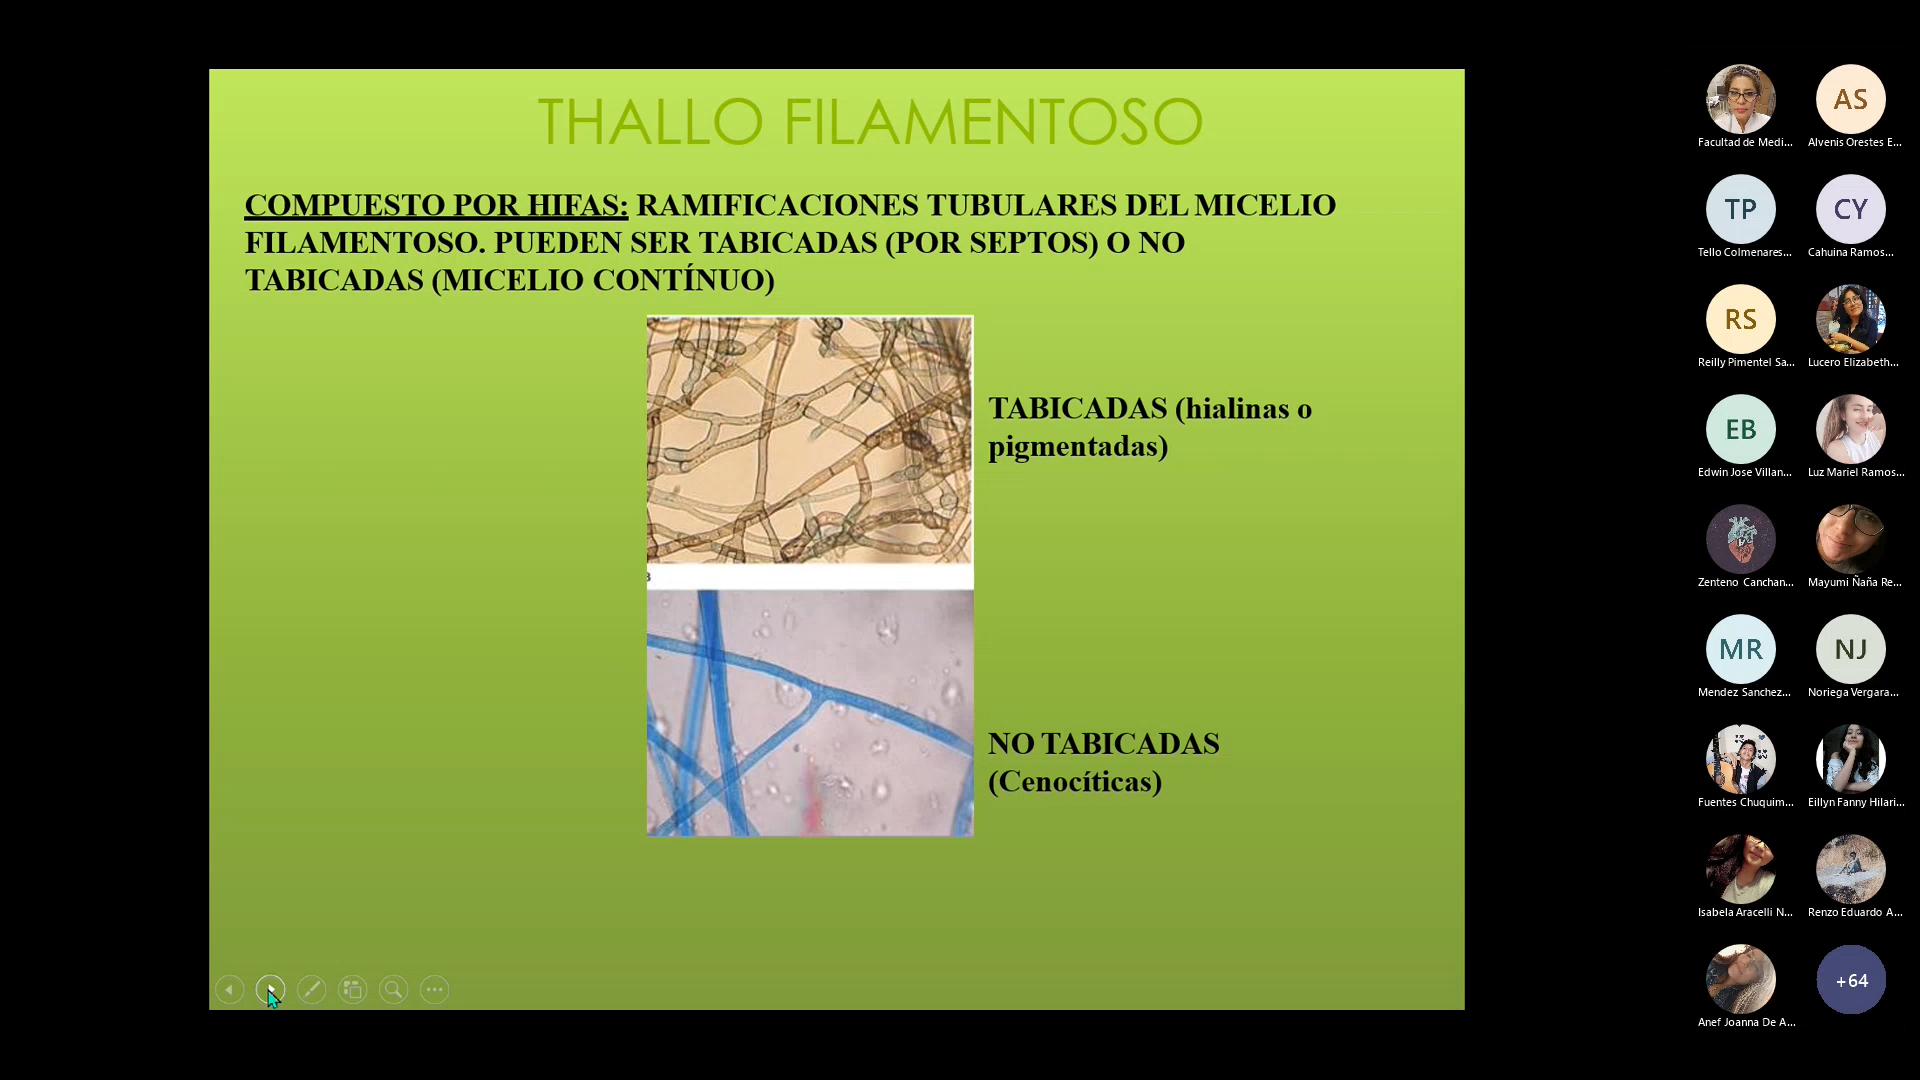 THALLO FILAMENTOSO
COMPUESTO POR HIFAS: RAMIFICACIONES TUBULARES DEL MICELIO
FILAMENTOSO. PUEDEN SER TABICADAS (POR SEPTOS) O NO
TABICADAS (MICELIO CONTÍNUO)
TABICADAS (hialinas o
pigmentadas)
NO TABICADAS
(Cenocíticas)
Facultad de Medi...
AS
Alvenis Orestes E...
TP
Tello Colmenares...
CY
Cahuina Ramos...
RS
Reilly Pimentel Sa...
Lucero Elizabeth...
EB
Edwin Jose Villan...
Luz Mariel Ramos...
Zenteno Canchan...
Mayumi Ñaña Re...
MR
Mendez Sanchez...
NJ
Noriega Vergara...
Fuentes Chuquim...
Eillyn Fanny Hilari...
Isabela Aracelli N...
Renzo Eduardo A...
Anef Joanna De A...
+64